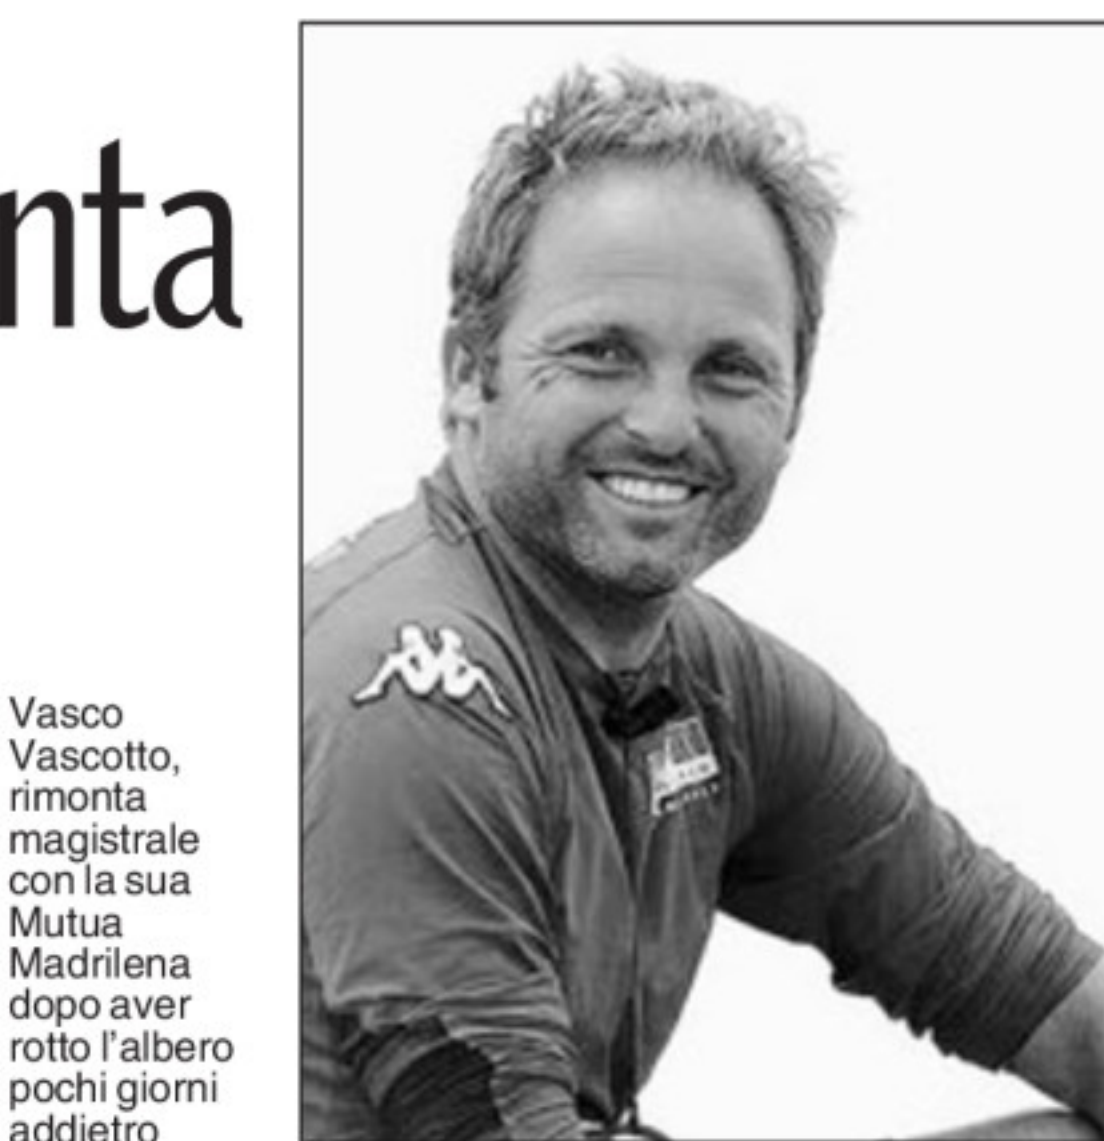 nta
Vasco
Vascotto,
rimonta
magistrale
con la sua
Mutua
Madrilena
dopo aver
rotto l'albero
pochi giorni
addietro